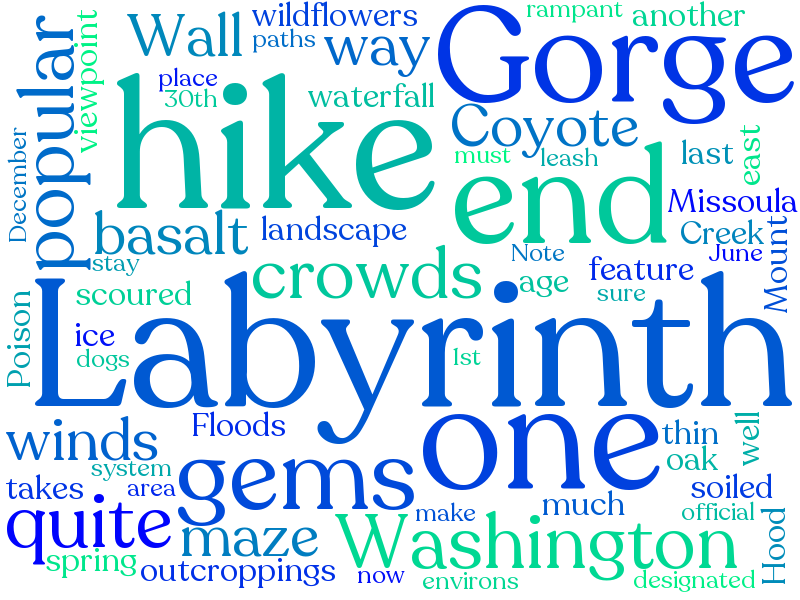 rampant
wildflowers
another
Wall
paths
way
Gorge
popular
viewpoint
place
30th
hike
waterfall
Coyote
December
must
leash
last
east
end
basalt
landscape
Missoula
Creek
Mount
stay
crowds
Note
June
feature
age
sure
scoured
Poison
Labyrinth
ice
dogs
1st
Floods
one
winds
thin
well
system
oak
takes
area
gems
soiled
quite
maze
make
much
official
Washington
Hood
spring
outcroppings
now
environs
designated